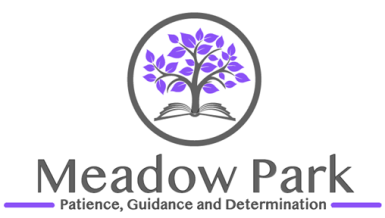 Meadow Park
Patience, Guidance and Determination